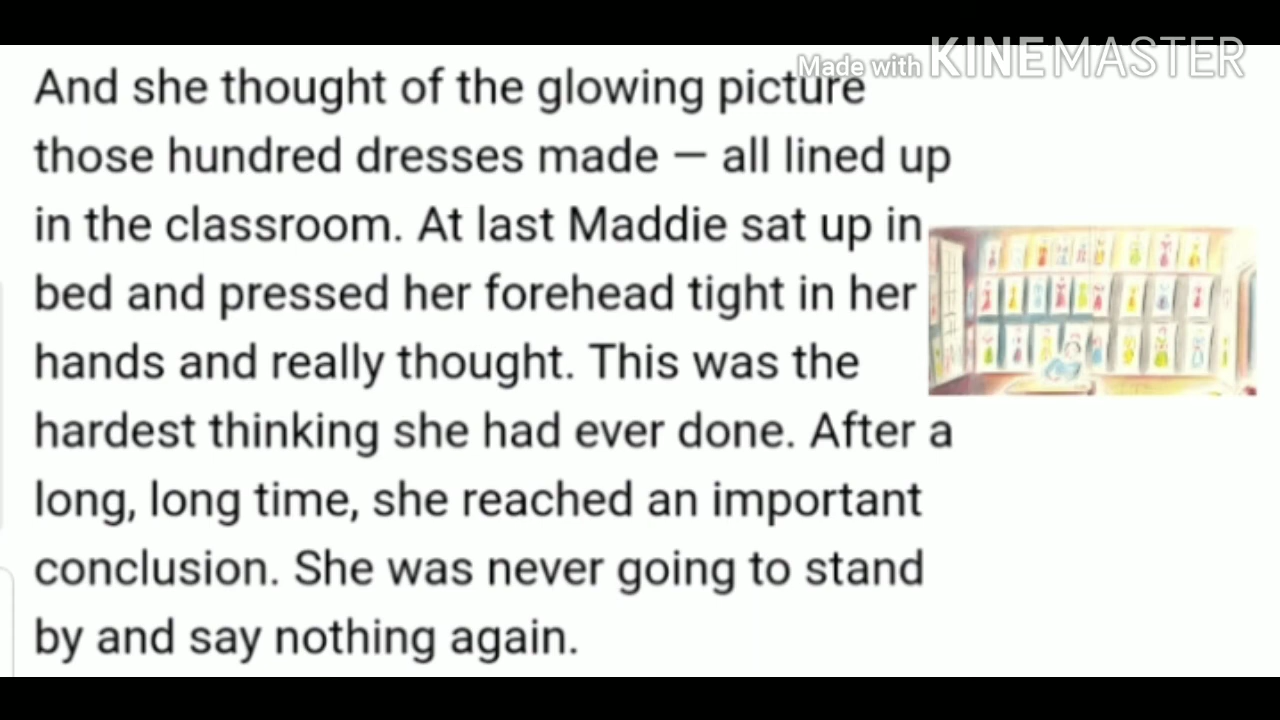 Made with KINEMASTER
And she thought of the glowing picture
those hundred dresses made — all lined up
in the classroom. At last Maddie sat up in
bed and pressed her forehead tight in her
hands and really thought. This was the
hardest thinking she had ever done. After a
long, long time, she reached an important
conclusion. She was never going to stand
by and say nothing again.